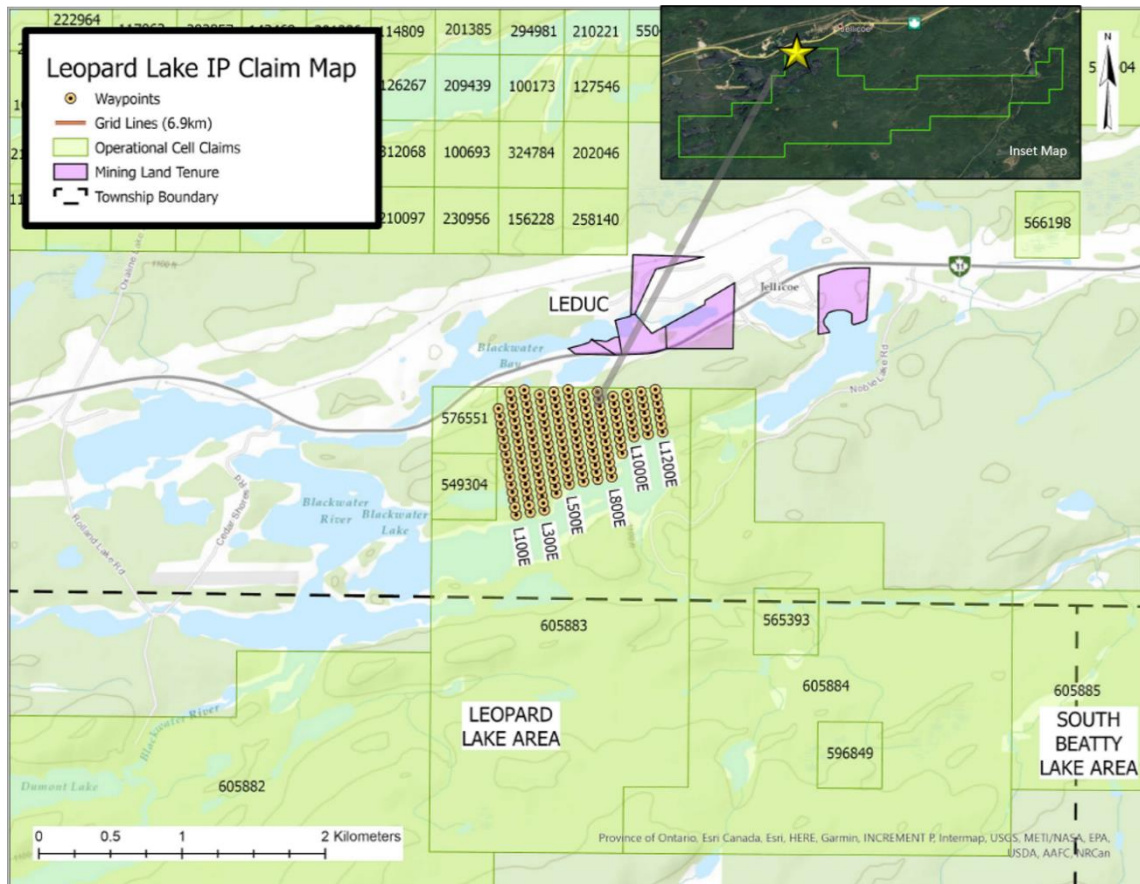 222964
201385
294981
210221
114809
126267
209439
100173
127546
312068
100693
324784
202046
210097
230956
156228
258140
Leopard Lake IP Claim Map
Waypoints
Grid Lines (6.9km)
Operational Cell Claims
Mining Land Tenure
Township Boundary
Inset Map
N
566198
11
LEDUC
Jellicoe
Blackwater
Bay
Noble Lake Rd
576551
549304
L100E
L300E
L500E
L800E
L1000E
L1200E
Blackwater
River
Blackwater
Lake
Cedar Shores Rd
Rolland Lake Rd
605883
565393
605884
605885
LEOPARD
LAKE AREA
596849
SOUTH
BEATTY
LAKE AREA
Blackwater River
Dumont Lake
605882
0 0.5 1 2 Kilometers
Province of Ontario, Esri Canada, Esri, HERE, Garmin, INCREMENT P, Intermap, USGS, METI/NASA, EPA,
USDA, AAFC, NRCan